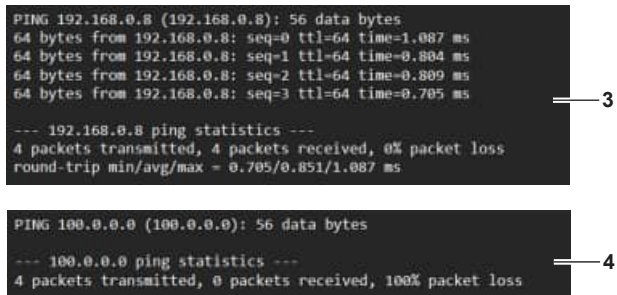 PING 192.168.0.8 (192.168.0.8): 56 data bytes
64 bytes from 192.168.0.8: seq=0 ttl=64 time=1.087 ms
64 bytes from 192.168.0.8: seq=1 ttl=64 time=0.804 ms
64 bytes from 192.168.0.8: seq=2 ttl=64 time=0.809 ms
64 bytes from 192.168.0.8: seq=3 ttl=64 time=0.705 ms
3
--- 192.168.0.8 ping statistics ---
4 packets transmitted, 4 packets received, 0% packet loss
round-trip min/avg/max = 0.705/0.851/1.087 ms
PING 100.0.0.0 (100.0.0.0): 56 data bytes
--- 100.0.0.0 ping statistics ---
4
4 packets transmitted, 0 packets received, 100% packet loss